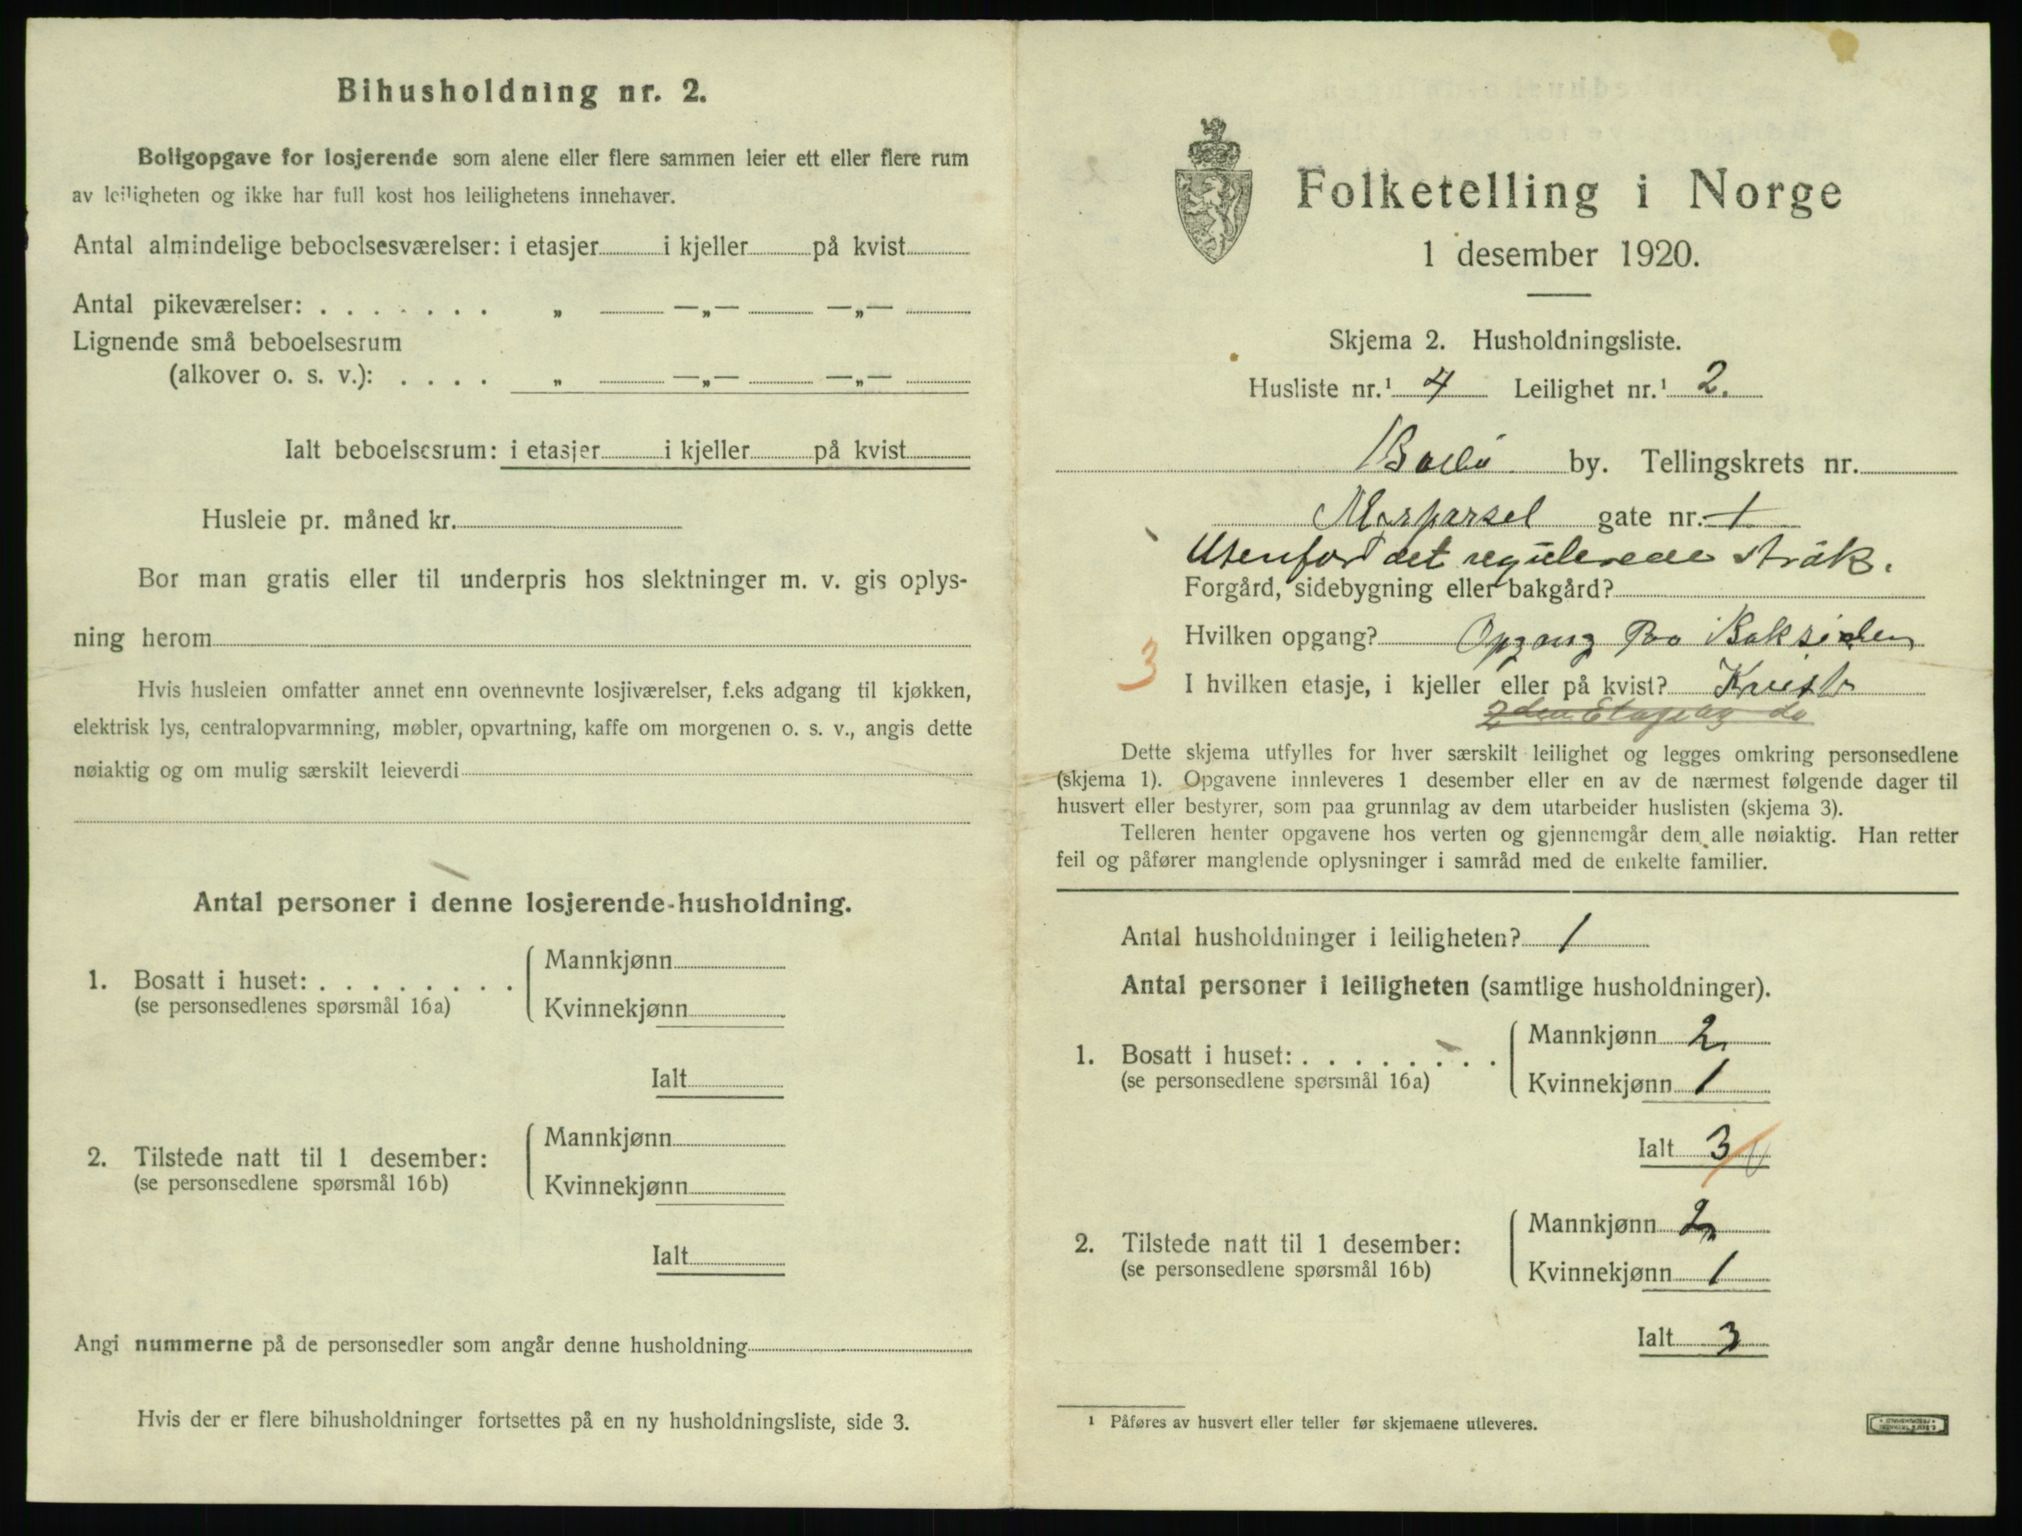 Bihusholdning nr. 2.
Boligopgave for losjerende som alene eller flere sammen leier ett eller flere rum
av leiligheten og ikke har full kost hos leilighetens innehaver.
Antal almindelige beboelsesværelser: i etasjer i kjeller på kvist
Antal pikeværelser: . . . . . . . „ —„— —„—
Lignende små beboelsesrum
(alkover o. s. v.): . . . . „ —„— —„—
Ialt beboelsesrum: i etasjer i kjeller på kvist
Husleie pr. måned kr.
Bor man gratis eller til underpris hos slektninger m. v. gis oplys-
ning herom
Hvis husleien omfatter annet enn ovennevnte losjiværelser, f.eks adgang til kjøkken,
elektrisk lys, centralopvarmning, møbler, opvartning, kaffe om morgenen o. s. v., angis dette
nøiaktig og om mulig særskilt leieverdi
Antal personer i denne losjerende-husholdning.
1. Bosatt i huset: . . . . . . . . Mannkjønn
(se personsedlenes spørsmål 16a) Kvinnekjønn
Ialt
2. Tilstede natt til 1 desember: Mannkjønn
(se personsedlene spørsmål 16b) Kvinnekjønn
Ialt
Angi nummerne på de personsedler som angår denne husholdning
Hvis der er flere bihusholdninger fortsettes på en ny husholdningsliste, side 3.
Folketelling i Norge
1 desember 1920.
Skjema 2. Husholdningsliste.
Husliste nr.¹ 4 Leilighet nr.¹ 2.
Bodø by. Tellingskrets nr.
gate nr. 1
Utenfor det regulerede strøk.
Forgård, sidebygning eller bakgård?
Hvilken opgang? Opgang Paa Baksiden
3
I hvilken etasje, i kjeller eller på kvist? Kvist
2den Etage
Dette skjema utfylles for hver særskilt leilighet og legges omkring personsedlene
(skjema 1). Opgavene innleveres 1 desember eller en av de nærmest følgende dager til
husvert eller bestyrer, som paa grunnlag av dem utarbeider huslisten (skjema 3).
Telleren henter opgavene hos verten og gjennemgår dem alle nøiaktig. Han retter
feil og påfører manglende oplysninger i samråd med de enkelte familier.
Antal husholdninger i leiligheten? 1
Antal personer i leiligheten (samtlige husholdninger).
1. Bosatt i huset: . . . . . . . . Mannkjønn 2
(se personsedlene spørsmål 16a) Kvinnekjønn 1
Ialt 3
2. Tilstede natt til 1 desember: Mannkjønn 2
(se personsedlene spørsmål 16b) Kvinnekjønn 1
Ialt 3
¹ Påføres av husvert eller teller før skjemaene utleveres.